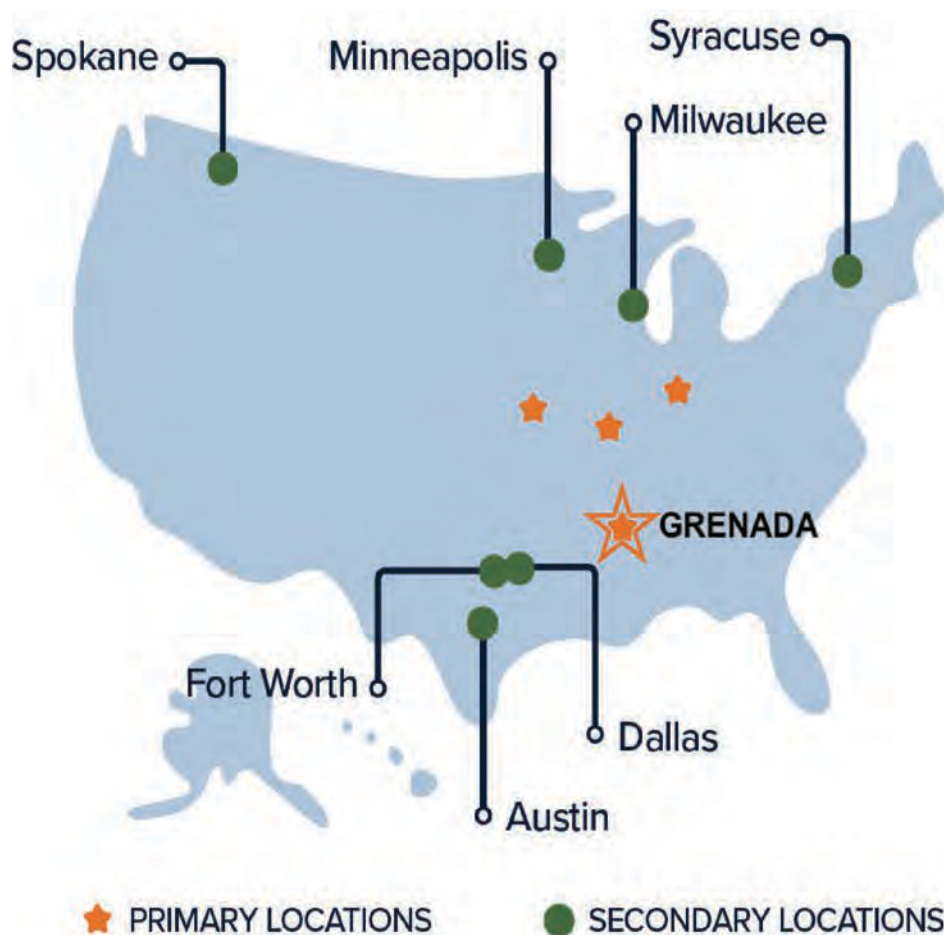 Syracuse
Spokane
Minneapolis
Milwaukee
GRENADA
Fort Worth
Dallas
Austin
PRIMARY LOCATIONS
SECONDARY LOCATIONS